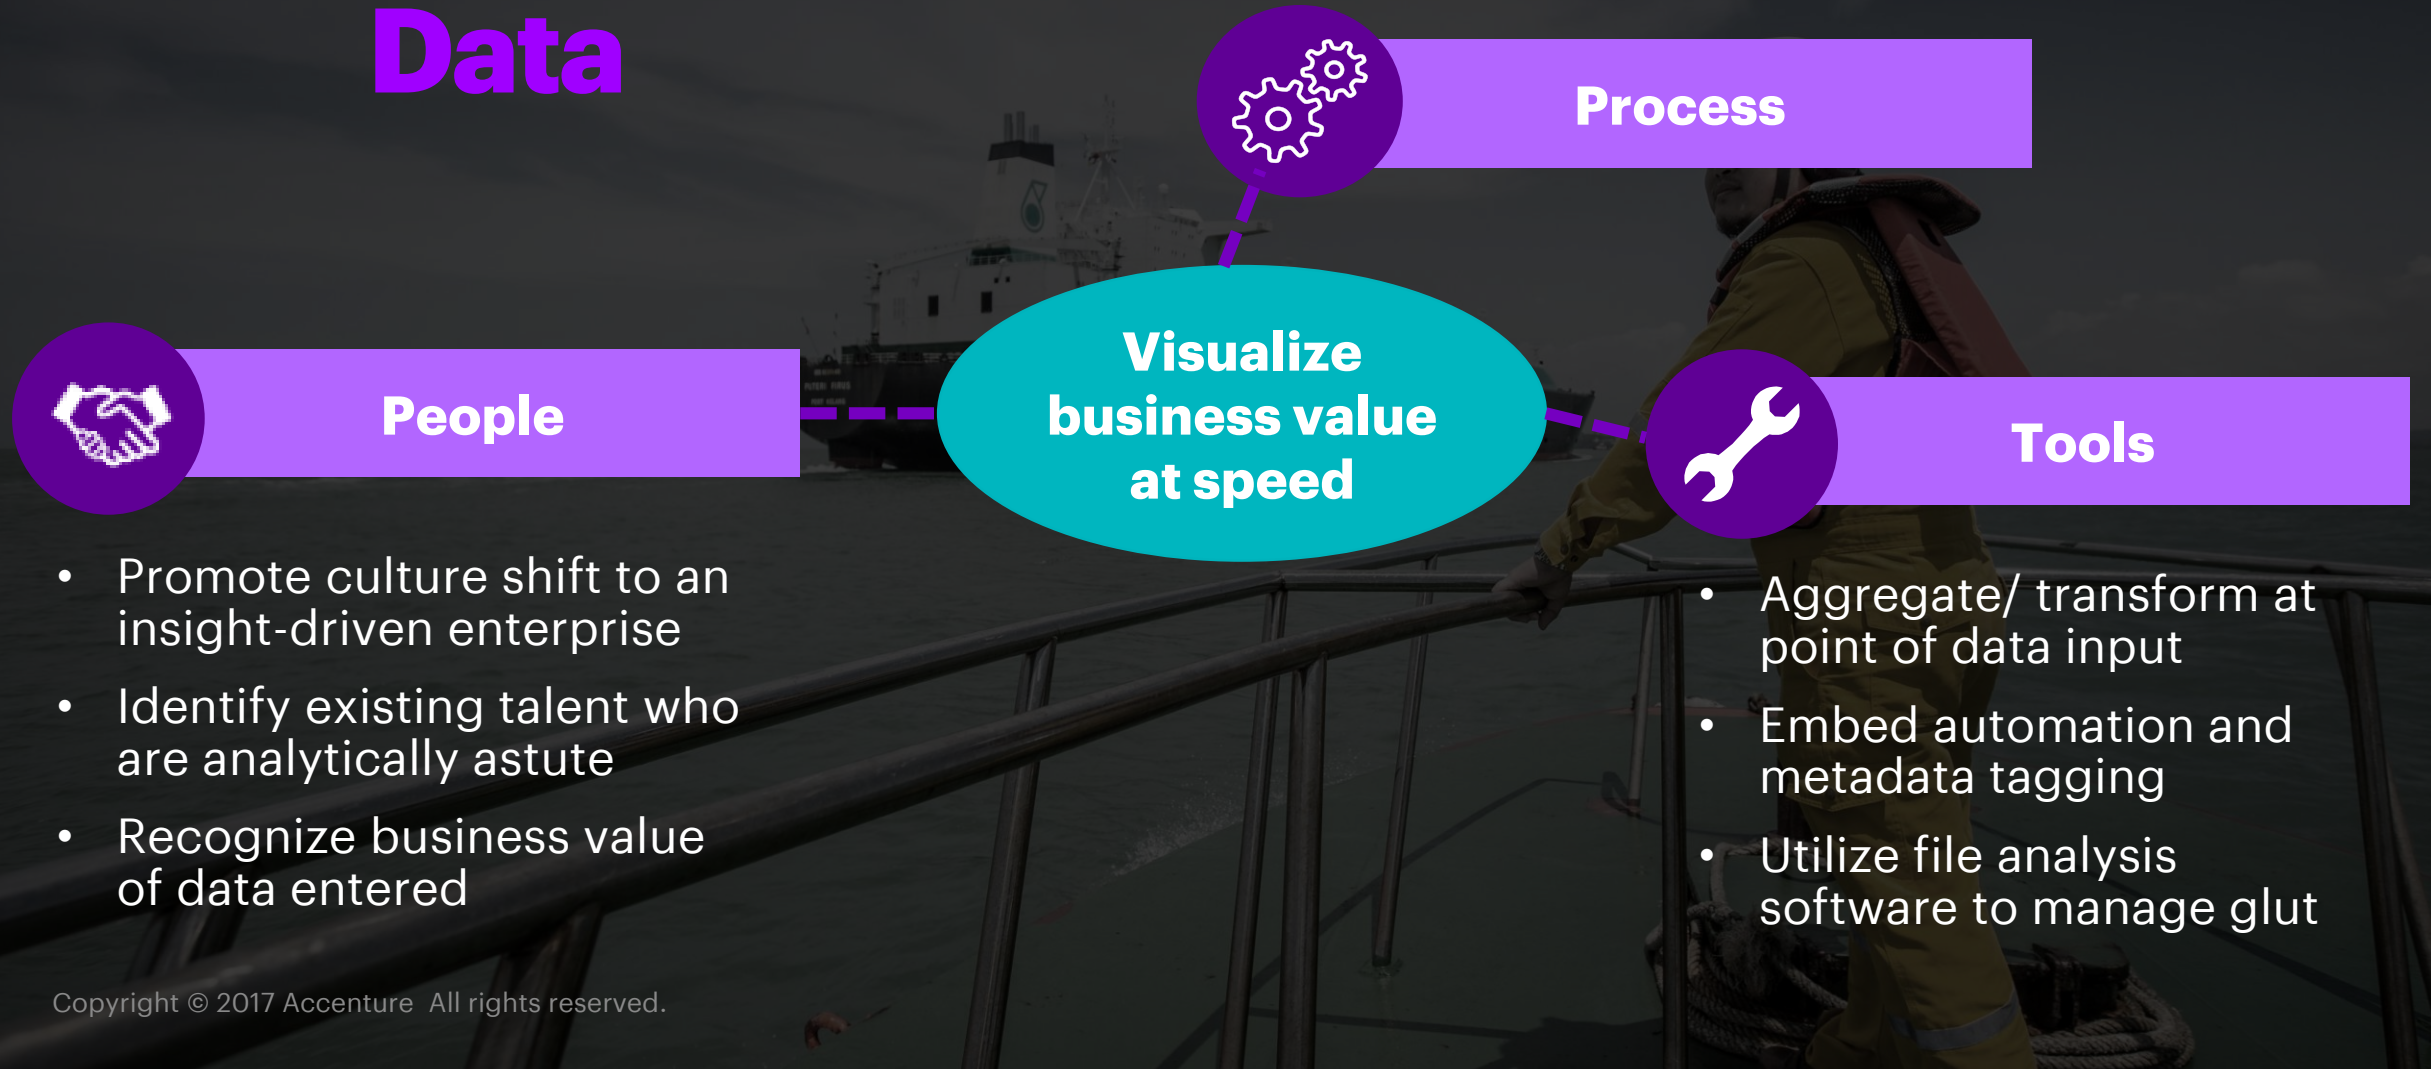 Data
Process
Visualize
business value
at speed
People
• Promote culture shift to an
insight-driven enterprise
• Identify existing talent who
are analytically astute
• Recognize business value
of data entered
Tools
• Aggregate/ transform at
point of data input
• Embed automation and
metadata tagging
• Utilize file analysis
software to manage glut
Copyright © 2017 Accenture All rights reserved.